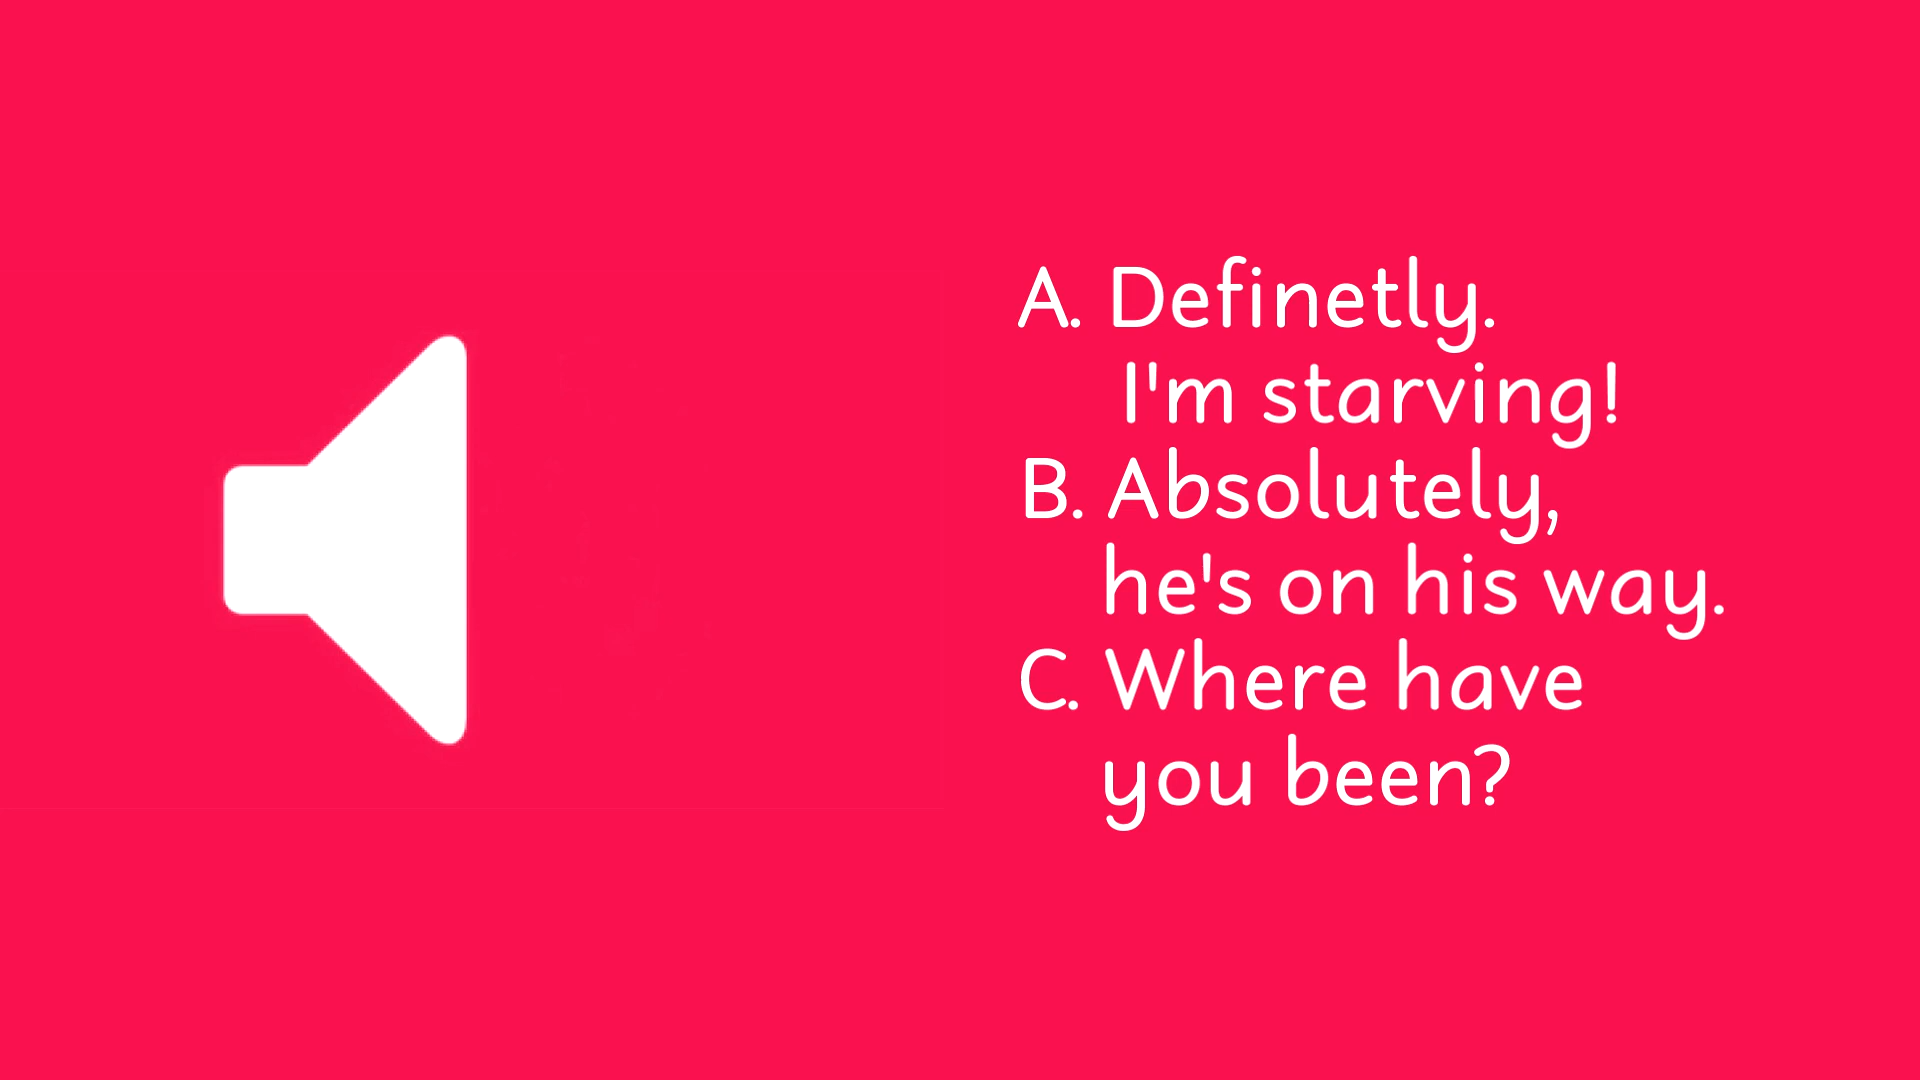 A. Definetly.
I'm starving!
B. Absolutely,
he's on his way.
C. Where have
you been?